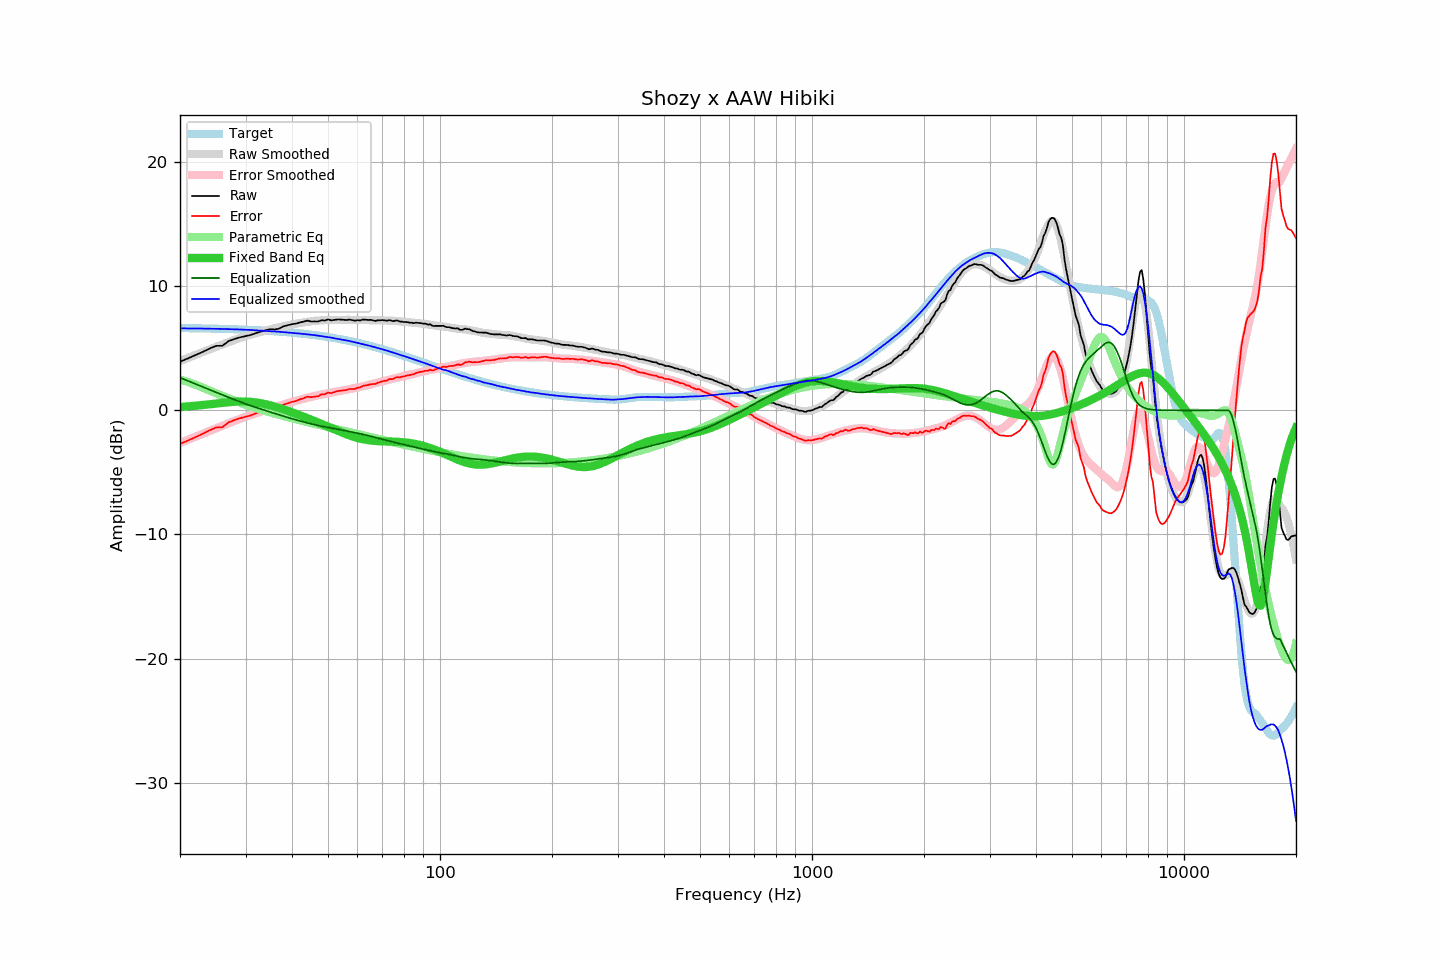 Shozy x AAW Hibiki
Target
Raw Smoothed
Error Smoothed
Raw
Error
Parametric Eq
Fixed Band Eq
Equalization
Equalized smoothed
20
10
0
−10
−20
−30
Amplitude (dBr)
100
1000
10000
Frequency (Hz)